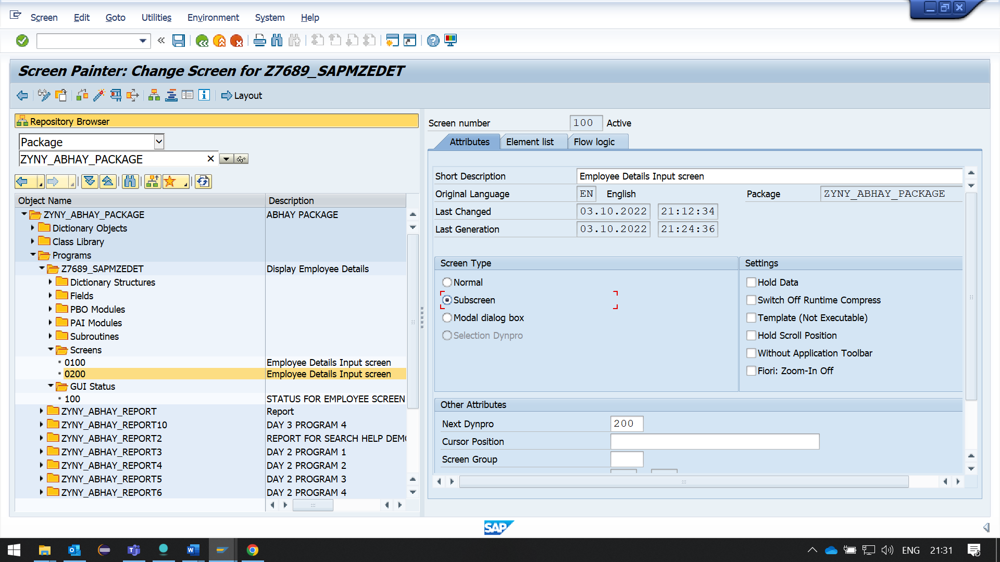 Screen Edit Goto Utilities Environment System Help
Screen Painter: Change Screen for Z7689_SAPMZEDET
Layout
Repository Browser
Package
ZYNY_ABHAY_PACKAGE
Object Name Description
ZYNY_ABHAY_PACKAGE ABHAY PACKAGE
Dictionary Objects
Class Library
Programs
Z7689_SAPMZEDET Display Employee Details
Dictionary Structures
Fields
PBO Modules
PAI Modules
Subroutines
Screens
0100 Employee Details Input screen
0200 Employee Details Input screen
GUI Status
100 STATUS FOR EMPLOYEE SCREEN
ZYNY_ABHAY_REPORT Report
ZYNY_ABHAY_REPORT10 DAY 3 PROGRAM 4
ZYNY_ABHAY_REPORT2 REPORT FOR SEARCH HELP DEMO
ZYNY_ABHAY_REPORT3 DAY 2 PROGRAM 1
ZYNY_ABHAY_REPORT4 DAY 2 PROGRAM 2
ZYNY_ABHAY_REPORT5 DAY 2 PROGRAM 3
ZYNY_ABHAY_REPORT6 DAY 2 PROGRAM 4
Screen number 100 Active
Attributes Element list Flow logic
Short Description Employee Details Input screen
Original Language EN English Package ZYNY_ABHAY_PACKAGE
Last Changed 03.10.2022 21:12:34
Last Generation 03.10.2022 21:24:36
Screen Type
Normal
Subscreen
Modal dialog box
Selection Dynpro
Settings
Hold Data
Switch Off Runtime Compress
Template (Not Executable)
Hold Scroll Position
Without Application Toolbar
Fiori: Zoom-In Off
Other Attributes
Next Dynpro 200
Cursor Position
Screen Group
SAP
ENG 21:31